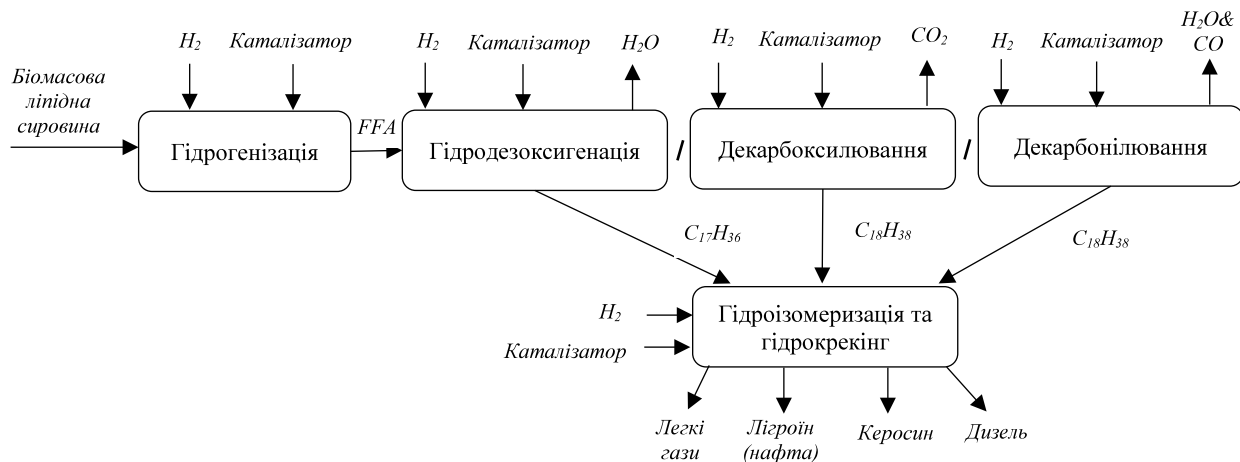 H₂
Каталізатор
H₂
Каталізатор
H₂O
H₂
Каталізатор
CO₂
H₂
Каталізатор
H₂O&
CO
Біомасова
ліпідна
сировина
Гідрогенізація
FFA
Гідродезоксигенація
/
Декарбоксилювання
/
Декарбонілювання
C₁₇H₃₆
C₁₈H₃₈
C₁₈H₃₈
H₂
Каталізатор
Гідроізомеризація та
гідрокрекінг
Легкі
гази
Лігроїн
(нафта)
Керосин
Дизель